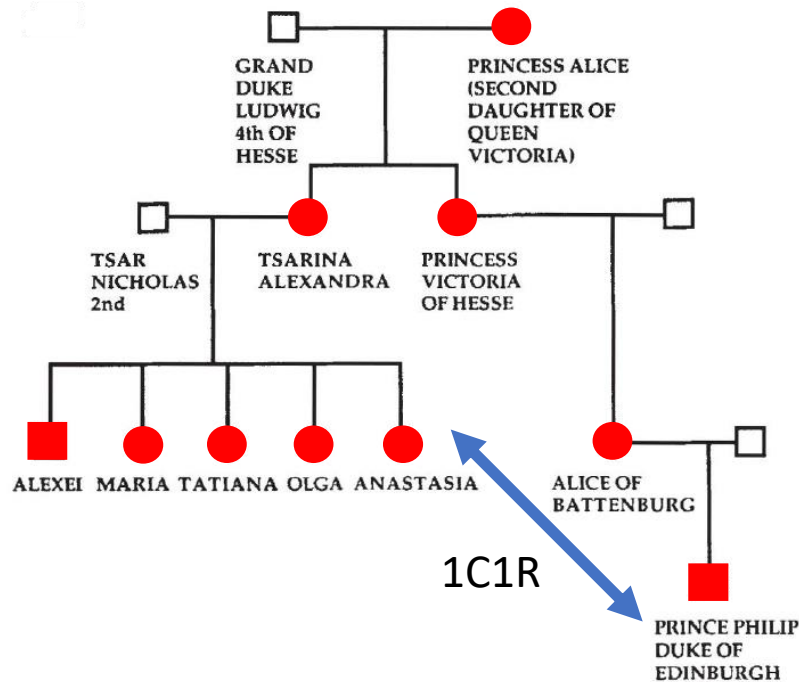 GRAND
DUKE
LUDWIG
4th OF
HESSE
PRINCESS ALICE
(SECOND
DAUGHTER OF
QUEEN
VICTORIA)
TSAR
NICHOLAS
2nd
TSARINA
ALEXANDRA
PRINCESS
VICTORIA
OF HESSE
ALEXEI
MARIA
TATIANA
OLGA
ANASTASIA
ALICE OF
BATTENBURG
1C1R
PRINCE PHILIP
DUKE OF
EDINBURGH